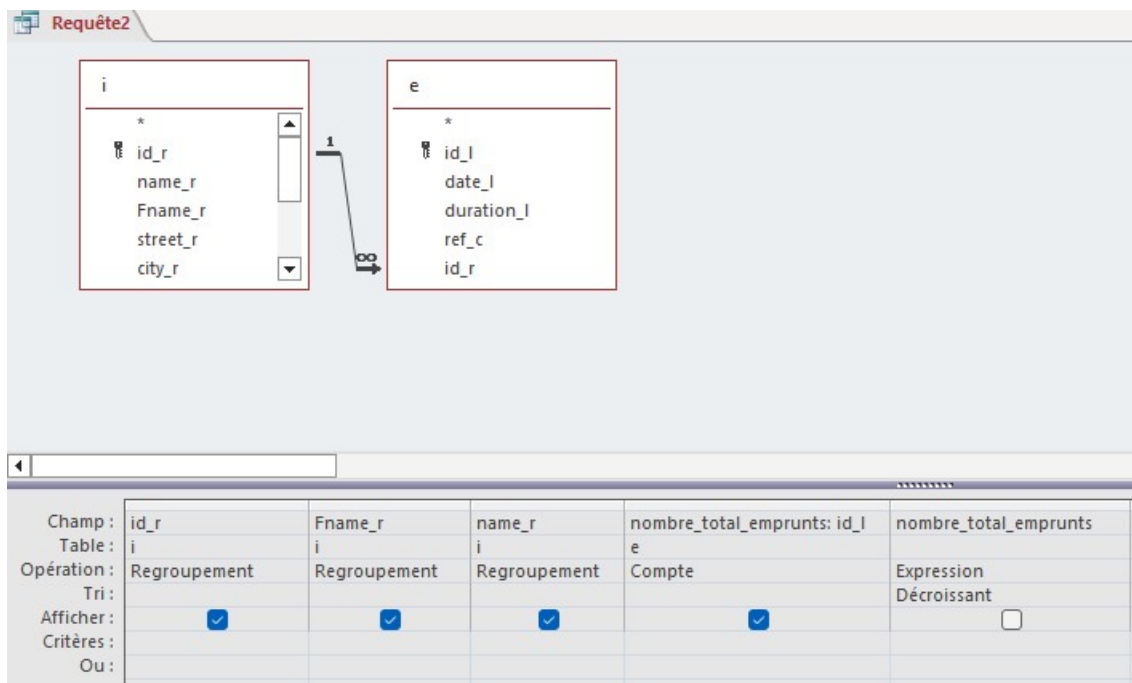 Requête2
i
*
id_r
name_r
Fname_r
street_r
city_r
1
∞
e
*
id_l
date_l
duration_l
ref_c
id_r
Champ : id_r Fname_r name_r nombre_total_emprunts: id_l nombre_total_emprunts
Table : i i i e
Opération : Regroupement Regroupement Regroupement Compte Expression
Tri : Décroissant
Afficher :
Critères :
Ou :